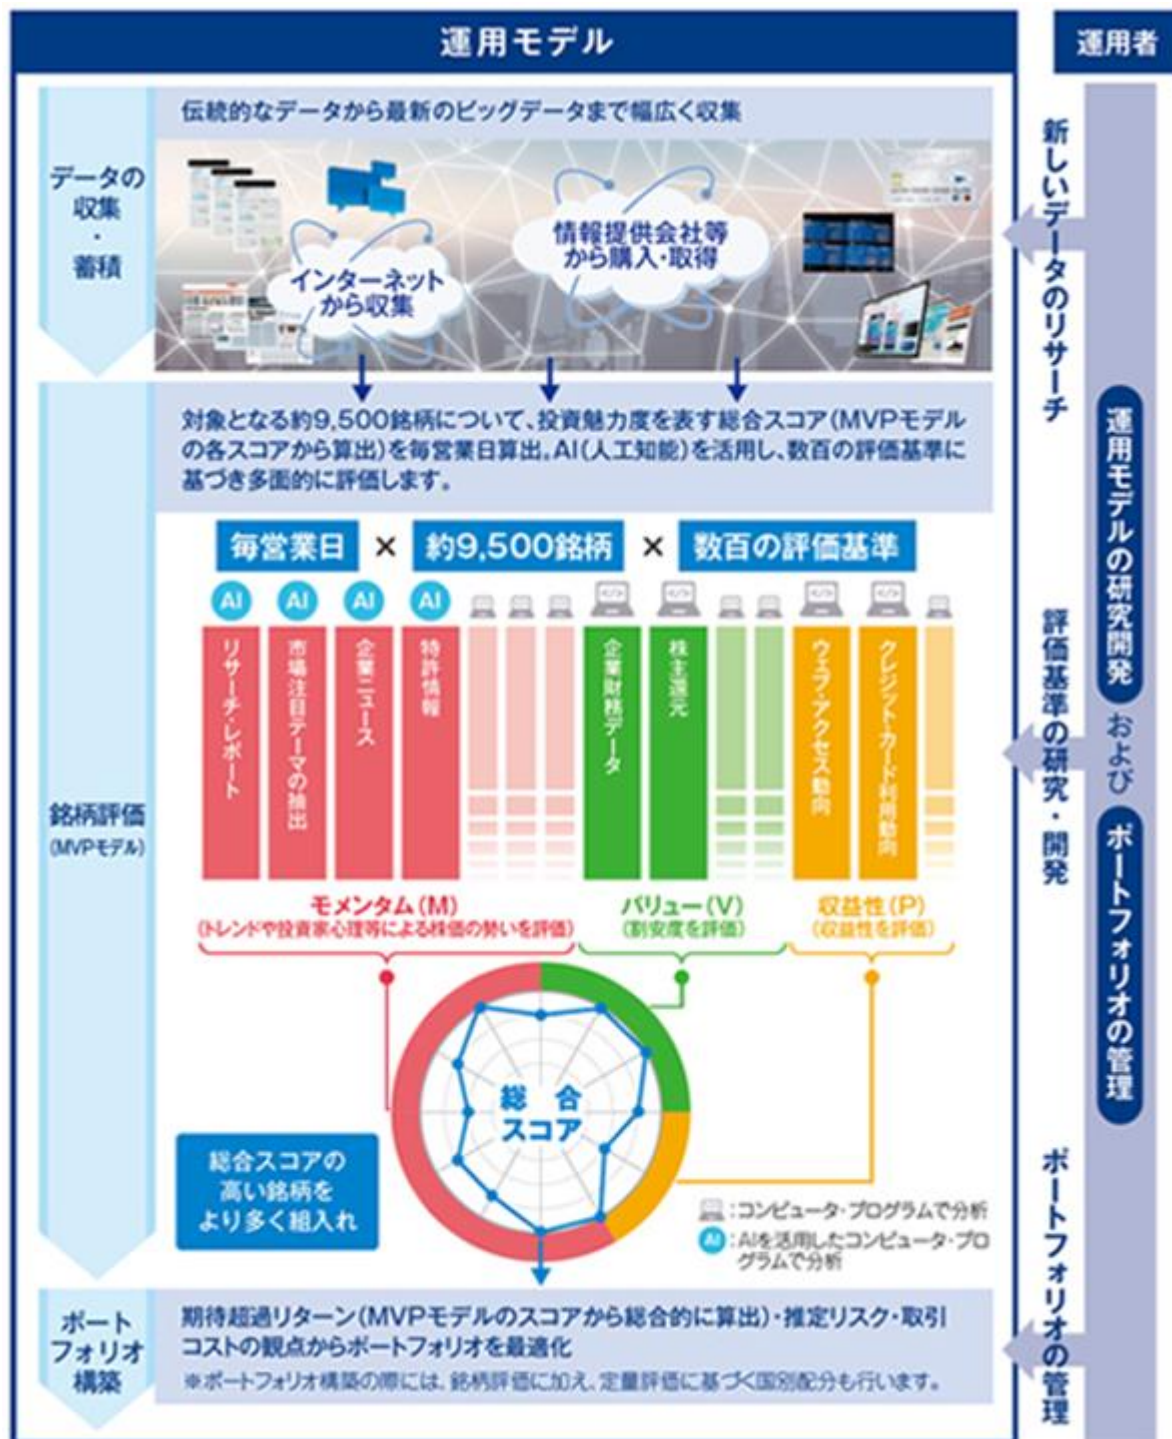 運用モデル
運用者
データの
収集
・
蓄積
伝統的なデータから最新のビッグデータまで幅広く収集
インターネット
から収集
情報提供会社等
から購入・取得
新しいデータのリサーチ
対象となる約9,500銘柄について、投資魅力度を表す総合スコア(MVPモデル
の各スコアから算出)を毎営業日算出。AI(人工知能)を活用し、数百の評価基準に
基づき多面的に評価します。
毎営業日 × 約9,500銘柄 × 数百の評価基準
銘柄評価
(MVPモデル)
AI
AI
AI
AI
リサーチ・レポート
市場注目テーマの抽出
企業ニュース
特許情報
企業財務データ
株主還元
ウェブ・アクセス動向
クレジット・カード利用動向
モメンタム(M)
(トレンドや投資家心理等による株価の勢いを評価)
バリュー(V)
(割安度を評価)
収益性(P)
(収益性を評価)
総合
スコア
総合スコアの
高い銘柄を
より多く組入れ
:コンピュータ・プログラムで分析
AI:AIを活用したコンピュータ・プロ
グラムで分析
評価基準の研究・開発
運用モデルの研究開発
および
ポートフォリオの管理
ポート
フォリオ
構築
期待超過リターン(MVPモデルのスコアから総合的に算出)・推定リスク・取引
コストの観点からポートフォリオを最適化
※ポートフォリオ構築の際には、銘柄評価に加え、定量評価に基づく国別配分も行います。
ポートフォリオの管理